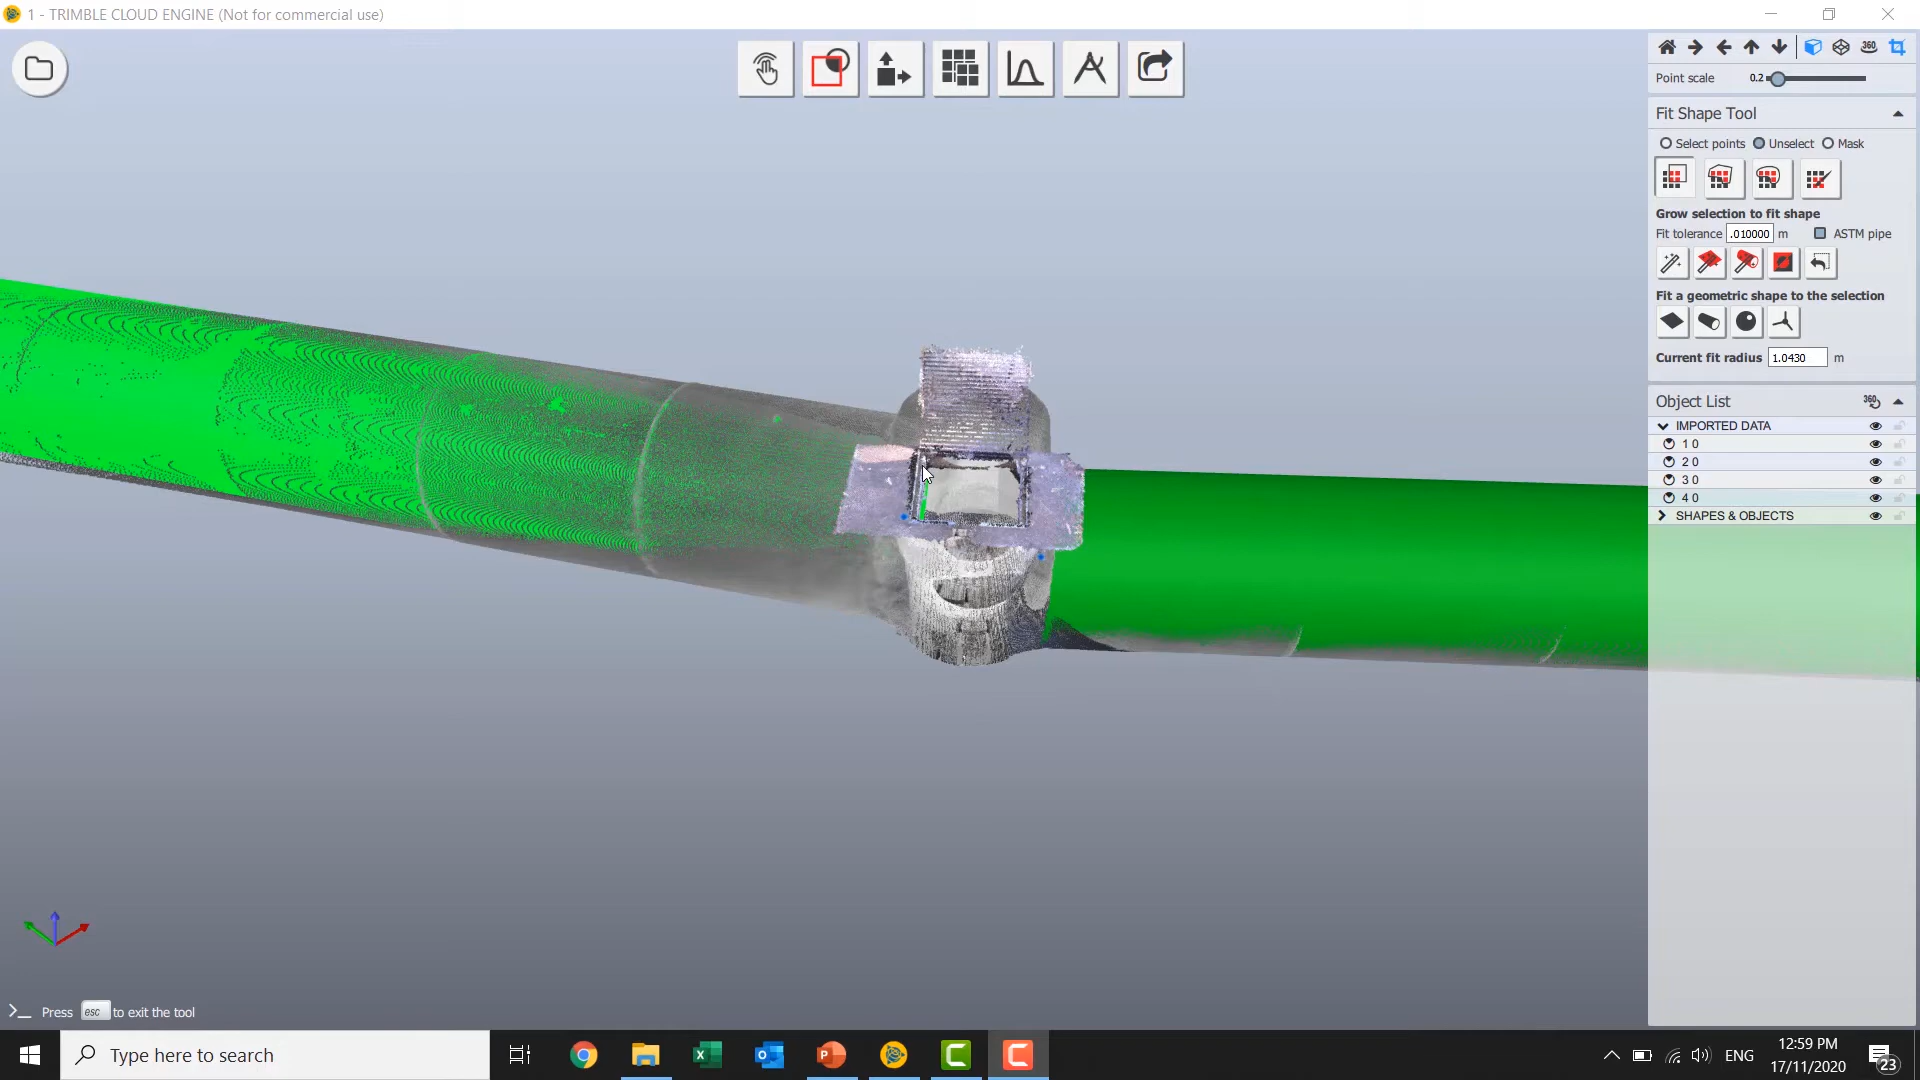 1 - TRIMBLE CLOUD ENGINE (Not for commercial use)
Point scale 0.2
Fit Shape Tool
Select points Unselect Mask
Grow selection to fit shape
Fit tolerance .010000 m ASTM pipe
Fit a geometric shape to the selection
Current fit radius 1.0430 m
Object List 360
IMPORTED DATA
1 0
2 0
3 0
4 0
SHAPES & OBJECTS
Press esc to exit the tool
Type here to search
ENG
12:59 PM
17/11/2020
23